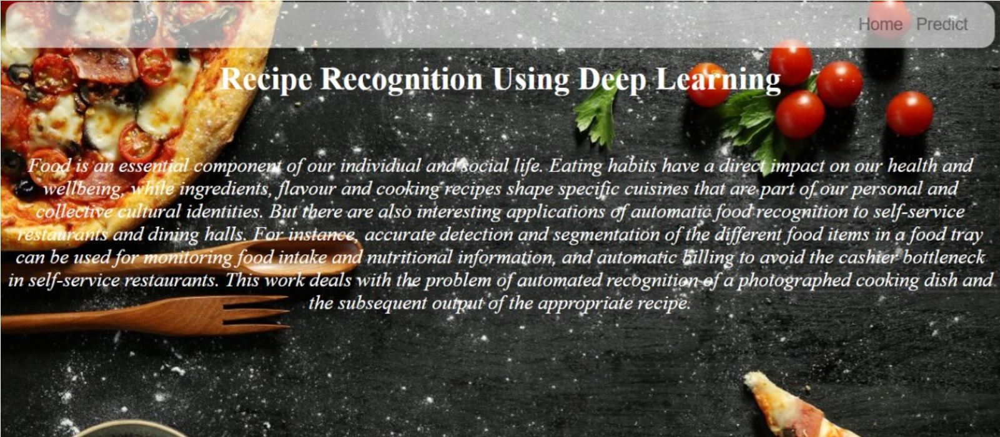 Home Predict
Recipe Recognition Using Deep Learning
Food is an essential component of our individual and social life. Eating habits have a direct impact on our health and
wellbeing, while ingredients, flavour and cooking recipes shape specific cuisines that are part of our personal and
collective cultural identities. But there are also interesting applications of automatic food recognition to self-service
restaurants and dining halls. For instance, accurate detection and segmentation of the different food items in a food tray
can be used for monitoring food intake and nutritional information, and automatic billing to avoid the cashier bottleneck
in self-service restaurants. This work deals with the problem of automated recognition of a photographed cooking dish and
the subsequent output of the appropriate recipe.